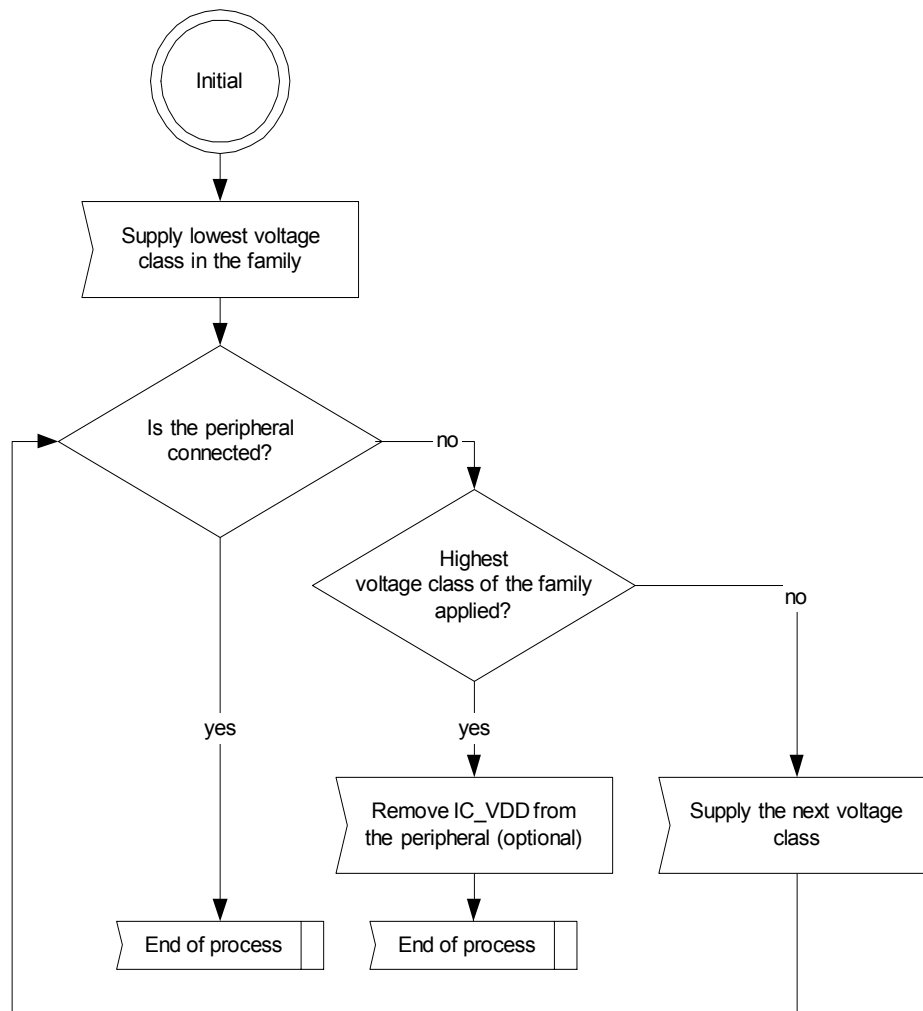 Initial
Supply lowest voltage
class in the family
Is the peripheral
connected?
no
Highest
voltage class of the family
applied?
no
yes
yes
Remove IC_VDD from
the peripheral (optional)
Supply the next voltage
class
End of process
End of process